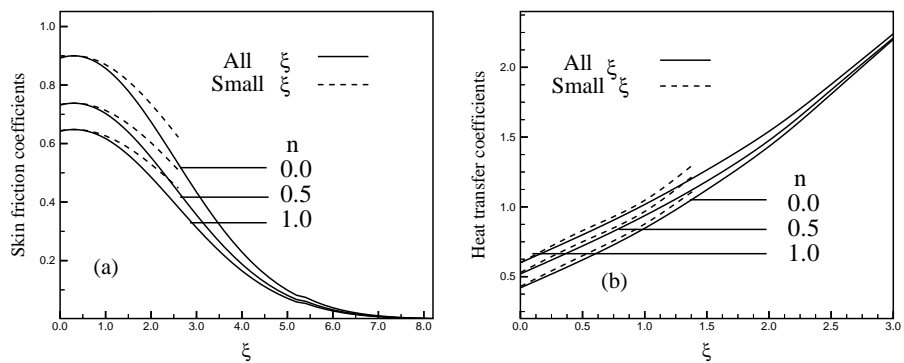 Skin friction coefficients
1.0
0.8
0.6
0.4
0.2
0.0 1.0 2.0 3.0 4.0 5.0 6.0 7.0 8.0
ξ
All ξ
Small ξ
n
0.0
0.5
1.0
(a)
Heat transfer coefficients
2.0
1.5
1.0
0.5
0.0 0.5 1.0 1.5 2.0 2.5 3.0
ξ
All ξ
Small ξ
n
0.0
0.5
1.0
(b)